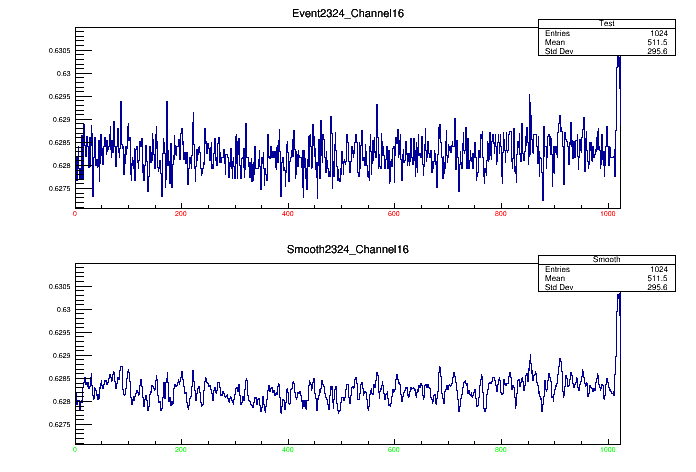 Event2324_Channel16
Test
Entries 1024
Mean 511.5
Std Dev 295.6
0.6305
0.63
0.6295
0.629
0.6285
0.628
0.6275
0 200 400 600 800 1000
Smooth2324_Channel16
Smooth
Entries 1024
Mean 511.5
Std Dev 295.6
0.6305
0.63
0.6295
0.629
0.6285
0.628
0.6275
0 200 400 600 800 1000